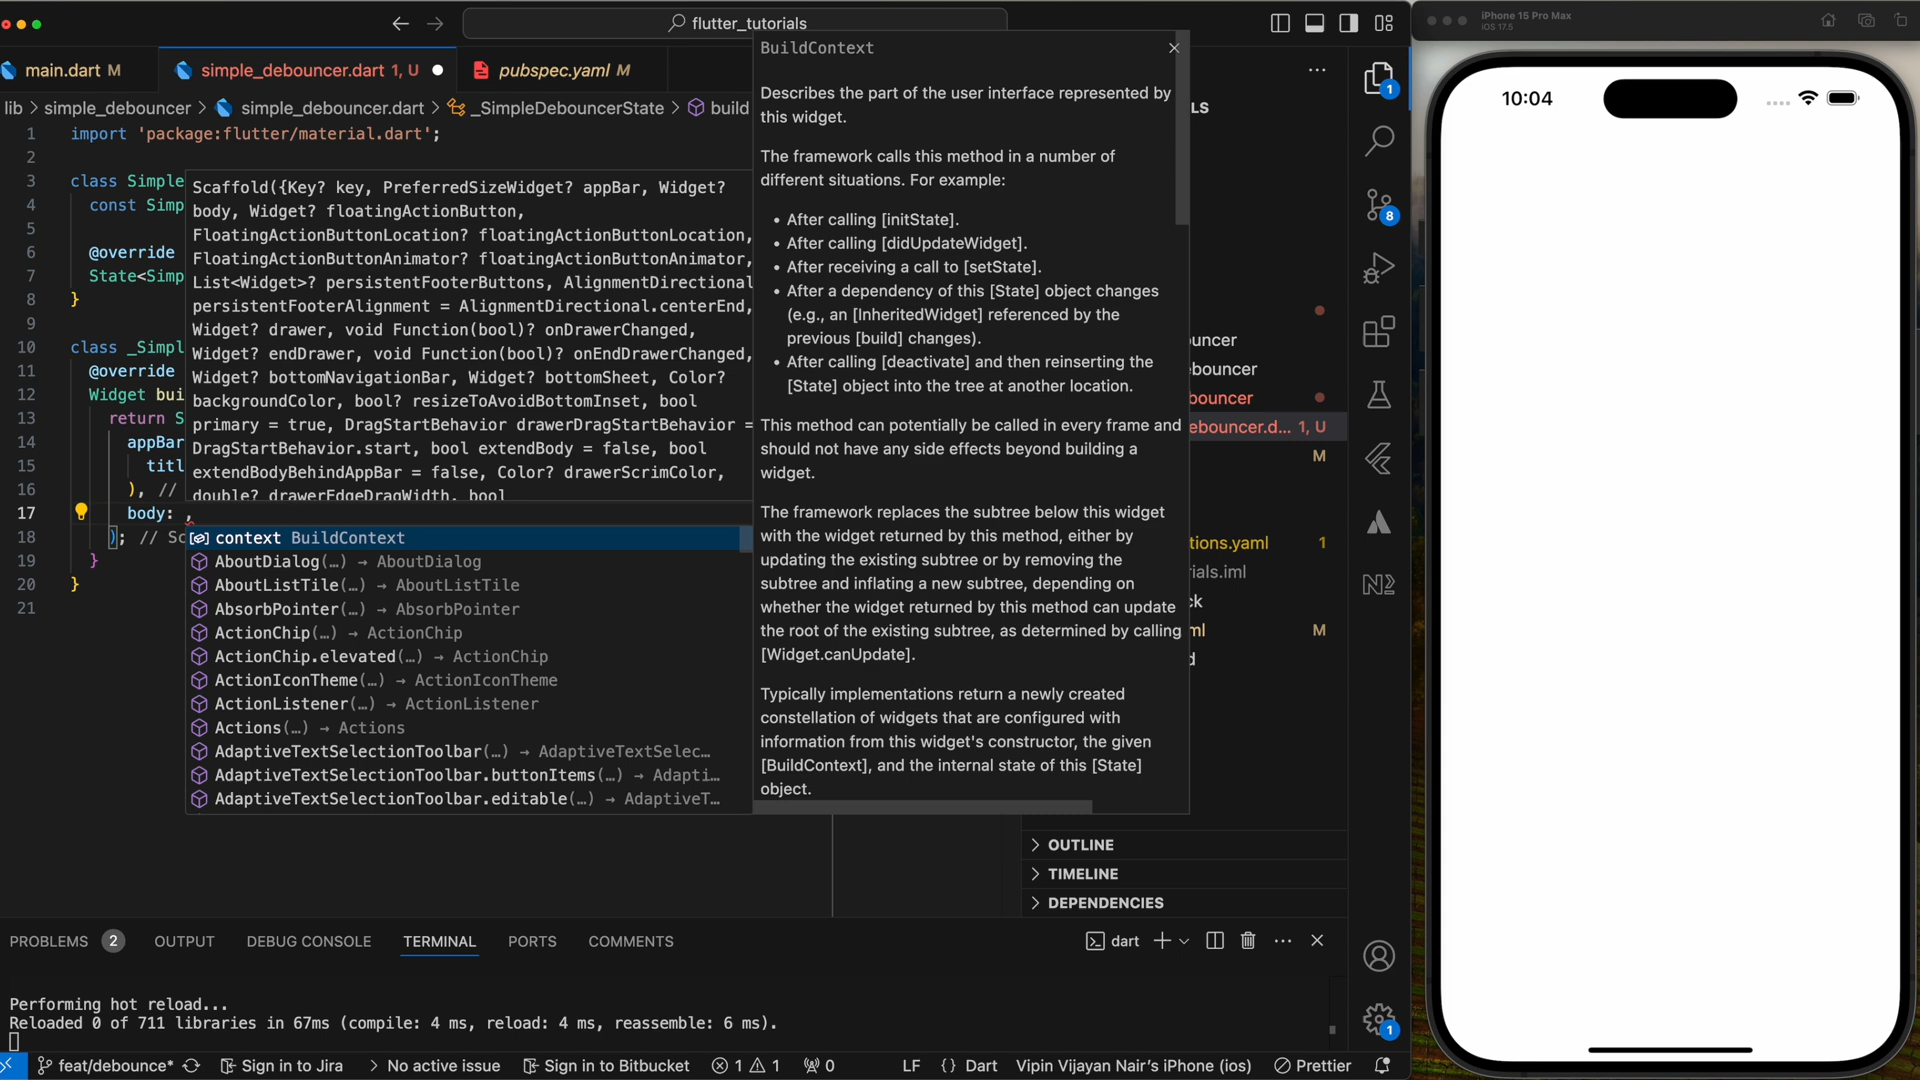 flutter_tutorials
iPhone 15 Pro Max
iOS 17.5
main.dart M
simple_debouncer.dart 1, U
pubspec.yaml M
lib > simple_debouncer > simple_debouncer.dart > _SimpleDebouncerState > build
1 import 'package:flutter/material.dart';
2
3 class Simple
4 const Simp
5
6 @override
7 State<Simp
8 }
9
10 class _Simpl
11 @override
12 Widget bui
13 return S
14 appBar
15 titl
16 ), //
17 body: ,
18 ); // Sc
19 }
20 }
21
Scaffold({Key? key, PreferredSizeWidget? appBar, Widget?
body, Widget? floatingActionButton,
FloatingActionButtonLocation? floatingActionButtonLocation,
FloatingActionButtonAnimator? floatingActionButtonAnimator,
List<Widget>? persistentFooterButtons, AlignmentDirectional
persistentFooterAlignment = AlignmentDirectional.centerEnd,
Widget? drawer, void Function(bool)? onDrawerChanged,
Widget? endDrawer, void Function(bool)? onEndDrawerChanged,
Widget? bottomNavigationBar, Widget? bottomSheet, Color?
backgroundColor, bool? resizeToAvoidBottomInset, bool
primary = true, DragStartBehavior drawerDragStartBehavior =
DragStartBehavior.start, bool extendBody = false, bool
extendBodyBehindAppBar = false, Color? drawerScrimColor,
double? drawerEdgeDragWidth, bool
context BuildContext
AboutDialog(…) → AboutDialog
AboutListTile(…) → AboutListTile
AbsorbPointer(…) → AbsorbPointer
ActionChip(…) → ActionChip
ActionChip.elevated(…) → ActionChip
ActionIconTheme(…) → ActionIconTheme
ActionListener(…) → ActionListener
Actions(…) → Actions
AdaptiveTextSelectionToolbar(…) → AdaptiveTextSelec…
AdaptiveTextSelectionToolbar.buttonItems(…) → Adapti…
AdaptiveTextSelectionToolbar.editable(…) → AdaptiveT…
BuildContext
Describes the part of the user interface represented by
this widget.
The framework calls this method in a number of
different situations. For example:
• After calling [initState].
• After calling [didUpdateWidget].
• After receiving a call to [setState].
• After a dependency of this [State] object changes
(e.g., an [InheritedWidget] referenced by the
previous [build] changes).
• After calling [deactivate] and then reinserting the
[State] object into the tree at another location.
This method can potentially be called in every frame and
should not have any side effects beyond building a
widget.
The framework replaces the subtree below this widget
with the widget returned by this method, either by
updating the existing subtree or by removing the
subtree and inflating a new subtree, depending on
whether the widget returned by this method can update
the root of the existing subtree, as determined by calling
[Widget.canUpdate].
Typically implementations return a newly created
constellation of widgets that are configured with
information from this widget's constructor, the given
[BuildContext], and the internal state of this [State]
object.
LS
uncer
bouncer
bouncer
ebouncer.d... 1, U
M
tions.yaml 1
ials.iml
ck
ml M
d
OUTLINE
TIMELINE
DEPENDENCIES
1
8
1
10:04
PROBLEMS 2 OUTPUT DEBUG CONSOLE TERMINAL PORTS COMMENTS
dart
Performing hot reload...
Reloaded 0 of 711 libraries in 67ms (compile: 4 ms, reload: 4 ms, reassemble: 6 ms).
feat/debounce* Sign in to Jira No active issue Sign in to Bitbucket 1 1 0 LF {} Dart Vipin Vijayan Nair's iPhone (ios) Prettier